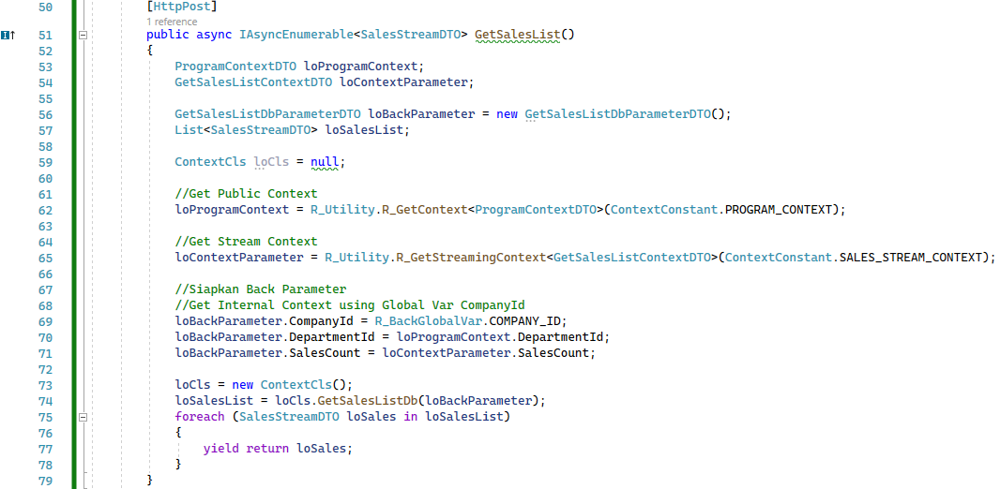 50 [HttpPost]
1 reference
51 public async IAsyncEnumerable<SalesStreamDTO> GetSalesList()
52 {
53 ProgramContextDTO loProgramContext;
54 GetSalesListContextDTO loContextParameter;
55
56 GetSalesListDbParameterDTO loBackParameter = new GetSalesListDbParameterDTO();
57 List<SalesStreamDTO> loSalesList;
58
59 ContextCls loCls = null;
60
61 //Get Public Context
62 loProgramContext = R_Utility.R_GetContext<ProgramContextDTO>(ContextConstant.PROGRAM_CONTEXT);
63
64 //Get Stream Context
65 loContextParameter = R_Utility.R_GetStreamingContext<GetSalesListContextDTO>(ContextConstant.SALES_STREAM_CONTEXT);
66
67 //Siapkan Back Parameter
68 //Get Internal Context using Global Var CompanyId
69 loBackParameter.CompanyId = R_BackGlobalVar.COMPANY_ID;
70 loBackParameter.DepartmentId = loProgramContext.DepartmentId;
71 loBackParameter.SalesCount = loContextParameter.SalesCount;
72
73 loCls = new ContextCls();
74 loSalesList = loCls.GetSalesListDb(loBackParameter);
75 foreach (SalesStreamDTO loSales in loSalesList)
76 {
77 yield return loSales;
78 }
79 }